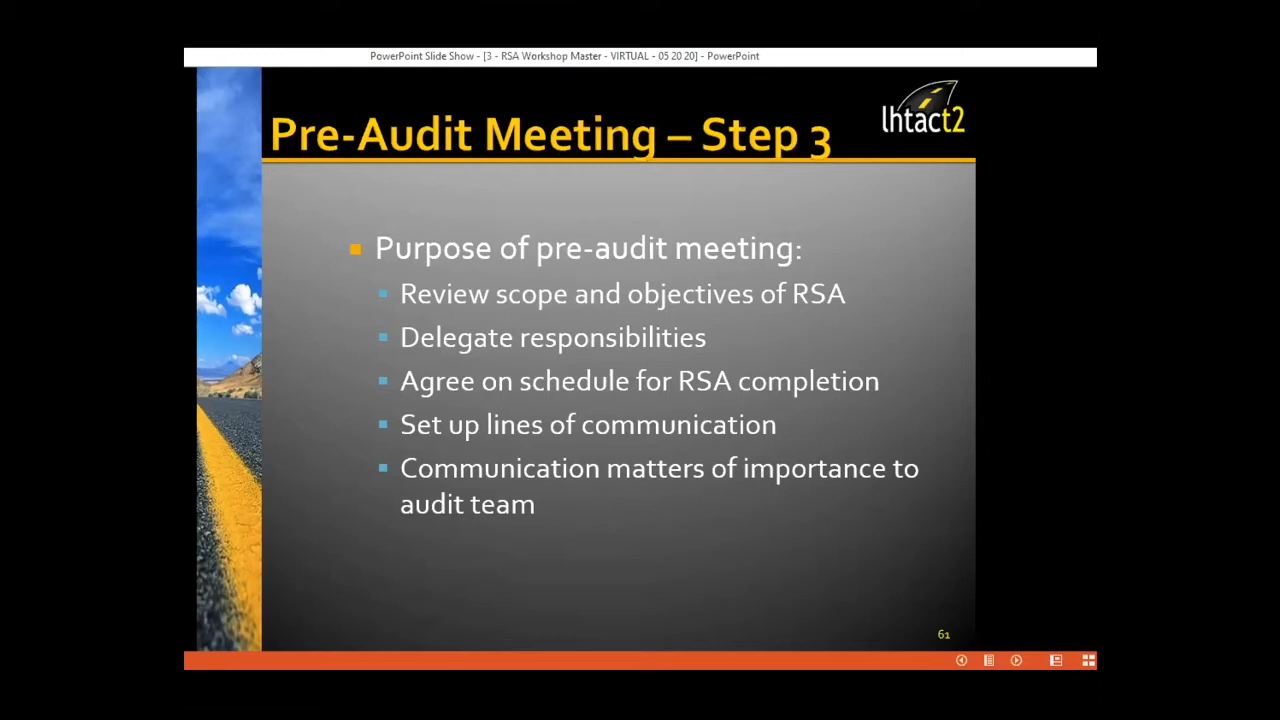 PowerPoint Slide Show - [3 - RSA Workshop Master - VIRTUAL - 05 20 20] - PowerPoint
lhtact2
Pre-Audit Meeting – Step 3
Purpose of pre-audit meeting:
Review scope and objectives of RSA
Delegate responsibilities
Agree on schedule for RSA completion
Set up lines of communication
Communication matters of importance to
audit team
61